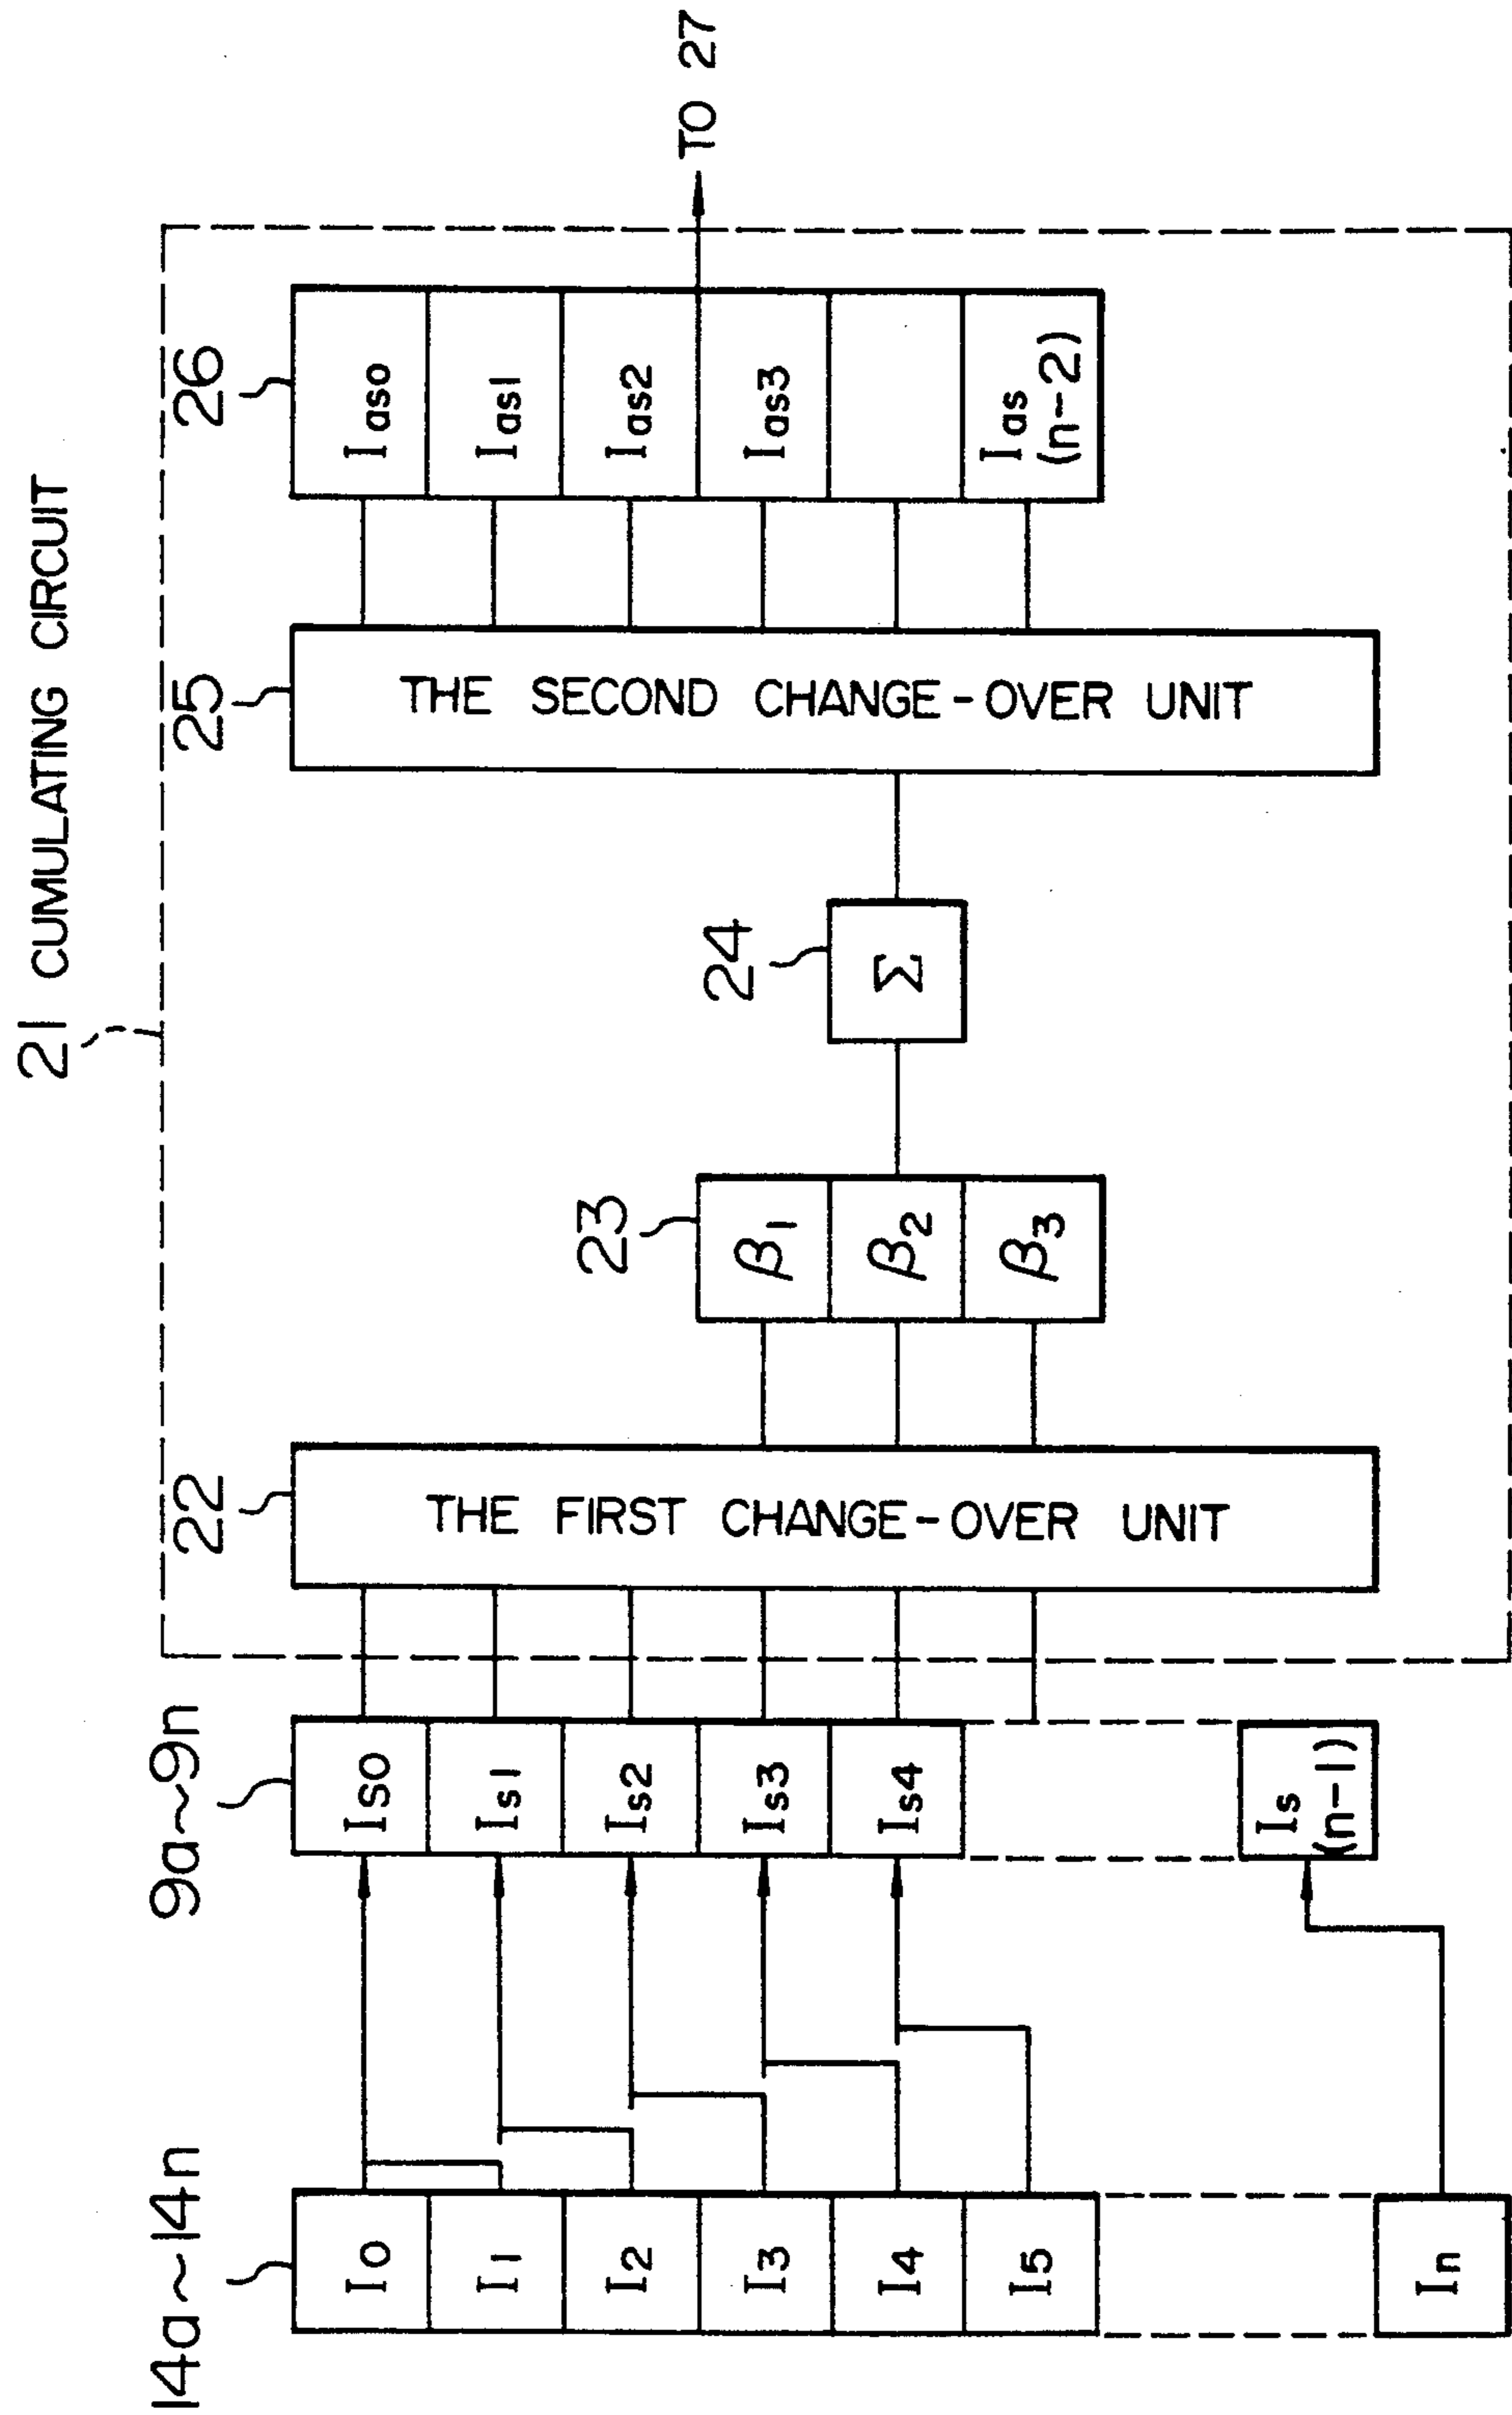 21 CUMULATING CIRCUIT
14a~14n
I0
I1
I2
I3
I4
I5
In
9a~9n
Iso
Is1
Is2
Is3
Is4
Is
(n-1)
22
THE FIRST CHANGE-OVER UNIT
23
β1
β2
β3
24
Σ
25
THE SECOND CHANGE-OVER UNIT
26
Iaso
Ias1
Ias2
Ias3
Ias
(n-2)
TO 27